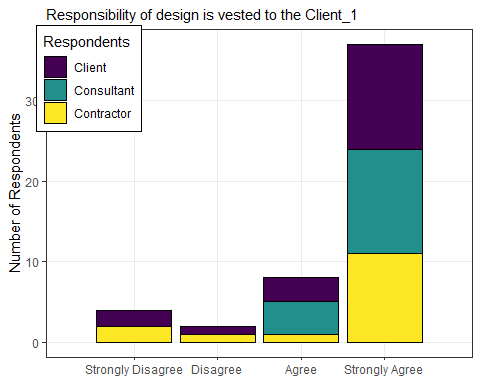 Responsibility of design is vested to the Client_1
Respondents
Client
Consultant
Contractor
Number of Respondents
30
20
10
0
Strongly Disagree
Disagree
Agree
Strongly Agree